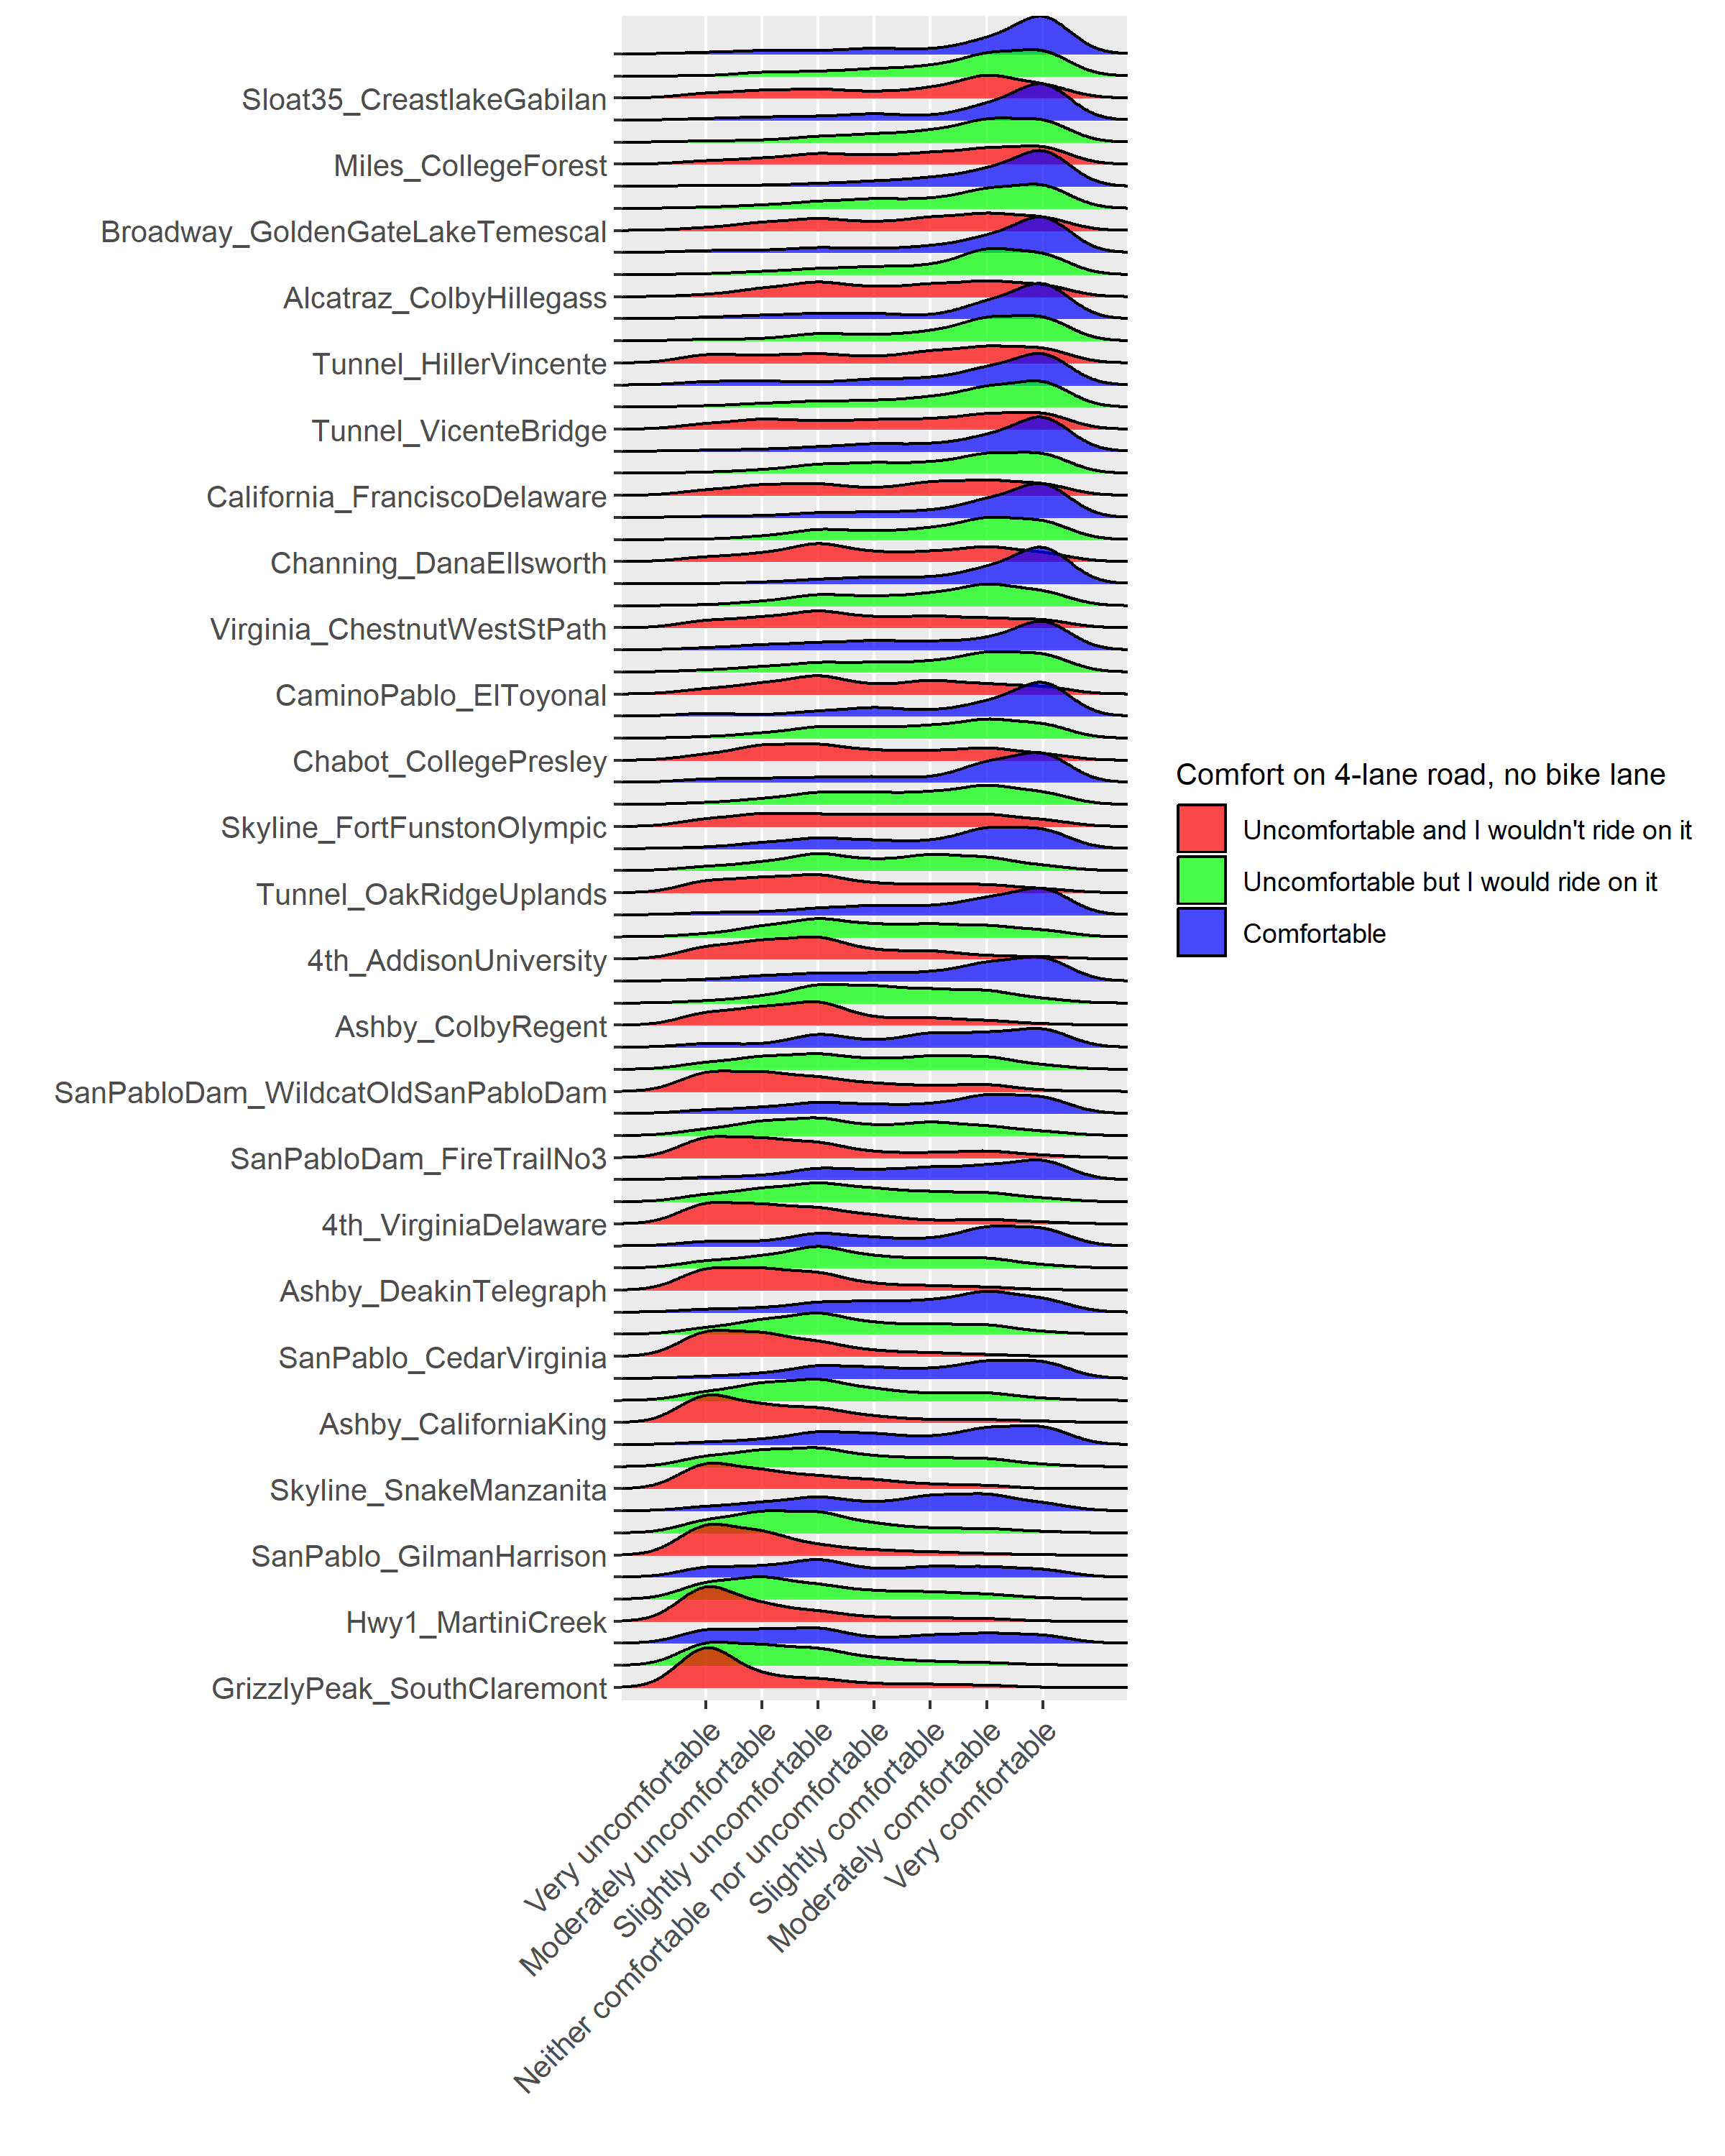 Sloat35_CreastlakeGabilan
Miles_CollegeForest
Broadway_GoldenGateLakeTemescal
Alcatraz_ColbyHillegass
Tunnel_HillerVincente
Tunnel_VicenteBridge
California_FranciscoDelaware
Channing_DanaEllsworth
Virginia_ChestnutWestStPath
CaminoPablo_ElToyonal
Chabot_CollegePresley
Skyline_FortFunstonOlympic
Tunnel_OakRidgeUplands
4th_AddisonUniversity
Ashby_ColbyRegent
SanPabloDam_WildcatOldSanPabloDam
SanPabloDam_FireTrailNo3
4th_VirginiaDelaware
Ashby_DeakinTelegraph
SanPablo_CedarVirginia
Ashby_CaliforniaKing
Skyline_SnakeManzanita
SanPablo_GilmanHarrison
Hwy1_MartiniCreek
GrizzlyPeak_SouthClaremont
Very uncomfortable
Moderately uncomfortable
Slightly uncomfortable
Neither comfortable nor uncomfortable
Slightly comfortable
Moderately comfortable
Very comfortable
Comfort on 4-lane road, no bike lane
Uncomfortable and I wouldn't ride on it
Uncomfortable but I would ride on it
Comfortable